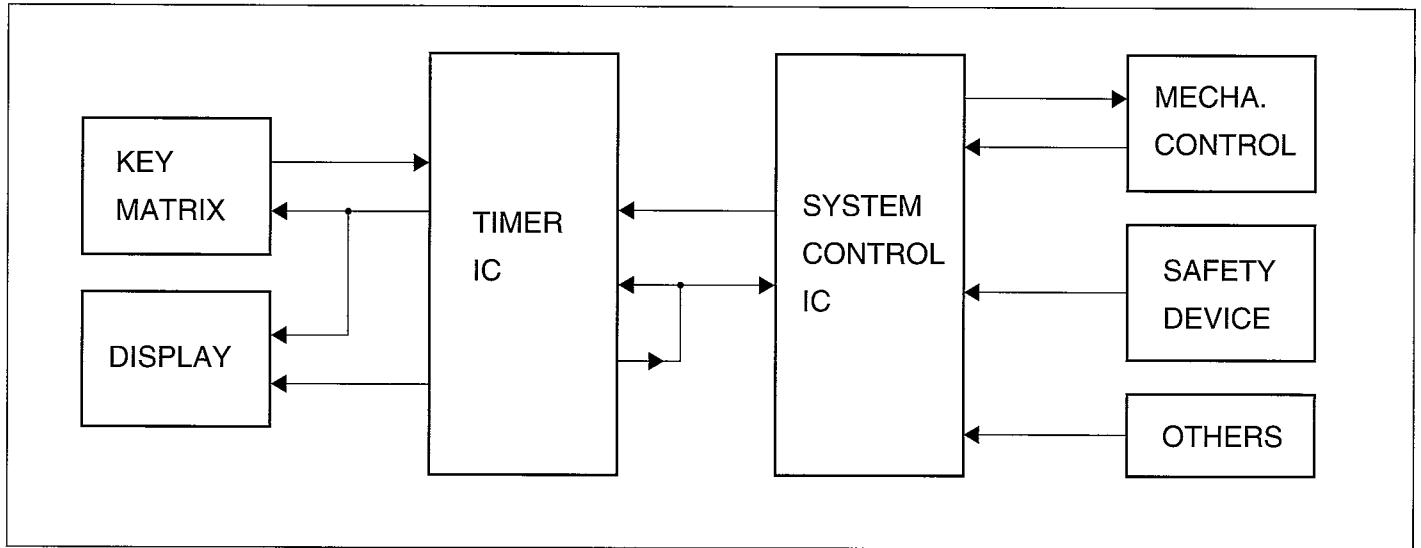 KEY
MATRIX
DISPLAY
TIMER
IC
SYSTEM
CONTROL
IC
MECHA.
CONTROL
SAFETY
DEVICE
OTHERS